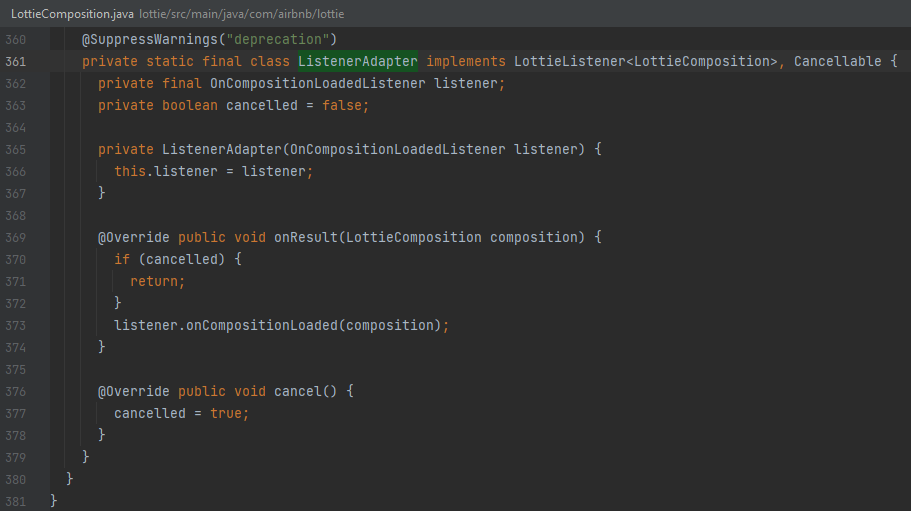 LottieComposition.java lottie/src/main/java/com/airbnb/lottie
360 @SuppressWarnings("deprecation")
361 private static final class ListenerAdapter implements LottieListener<LottieComposition>, Cancellable {
362 private final OnCompositionLoadedListener listener;
363 private boolean cancelled = false;
364
365 private ListenerAdapter(OnCompositionLoadedListener listener) {
366 this.listener = listener;
367 }
368
369 @Override public void onResult(LottieComposition composition) {
370 if (cancelled) {
371 return;
372 }
373 listener.onCompositionLoaded(composition);
374 }
375
376 @Override public void cancel() {
377 cancelled = true;
378 }
379 }
380 }
381 }